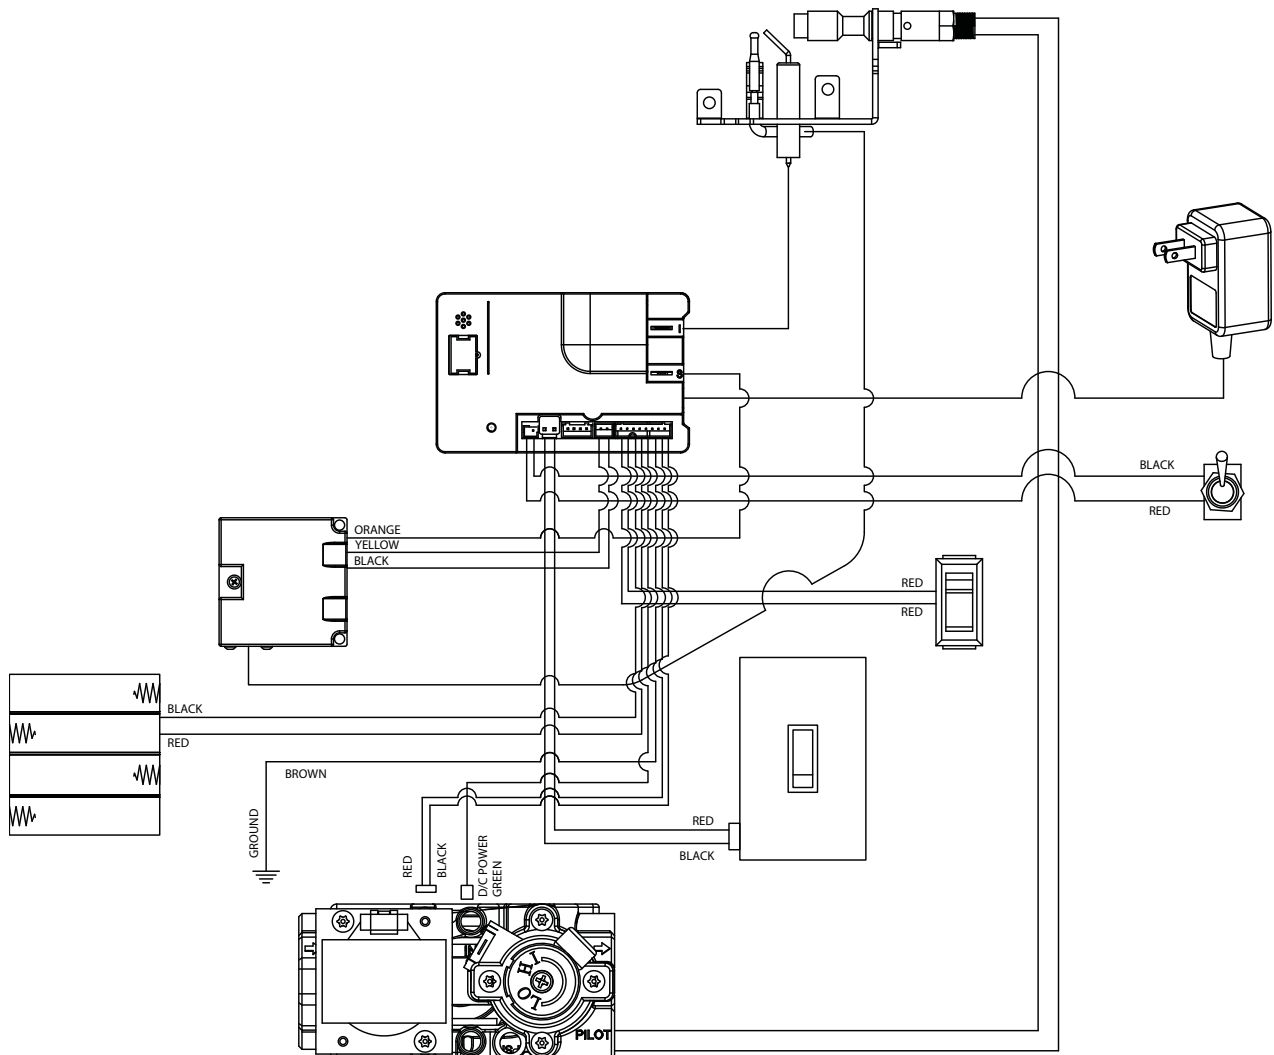 I
S
BLACK
RED
ORANGE
YELLOW
BLACK
RED
RED
BLACK
RED
BROWN
GROUND
RED
BLACK
D/C POWER
GREEN
RED
BLACK
HI
LO
PILOT